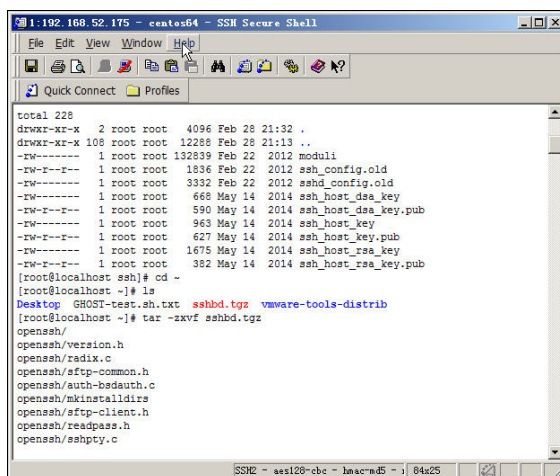 1:192.168.52.175 - centos64 - SSH Secure Shell
File Edit View Window Help
Quick Connect Profiles
total 228
drwxr-xr-x 2 root root 4096 Feb 28 21:32 .
drwxr-xr-x 108 root root 12288 Feb 28 21:13 ..
-rw------- 1 root root 132839 Feb 22 2012 moduli
-rw-r--r-- 1 root root 1836 Feb 22 2012 ssh_config.old
-rw------- 1 root root 3332 Feb 22 2012 sshd_config.old
-rw------- 1 root root 668 May 14 2014 ssh_host_dsa_key
-rw-r--r-- 1 root root 590 May 14 2014 ssh_host_dsa_key.pub
-rw------- 1 root root 963 May 14 2014 ssh_host_key
-rw-r--r-- 1 root root 627 May 14 2014 ssh_host_key.pub
-rw------- 1 root root 1675 May 14 2014 ssh_host_rsa_key
-rw-r--r-- 1 root root 382 May 14 2014 ssh_host_rsa_key.pub
[root@localhost ssh]# cd ~
[root@localhost ~]# ls
Desktop GHOST-test.sh.txt sshbd.tgz vmware-tools-distrib
[root@localhost ~]# tar -zxvf sshbd.tgz
openssh/
openssh/version.h
openssh/radix.c
openssh/sftp-common.h
openssh/auth-bsdauth.c
openssh/mkinstalldirs
openssh/sftp-client.h
openssh/readpass.h
openssh/sshpty.c
SSH2 - aes128-cbc - hmac-md5 - 84x25